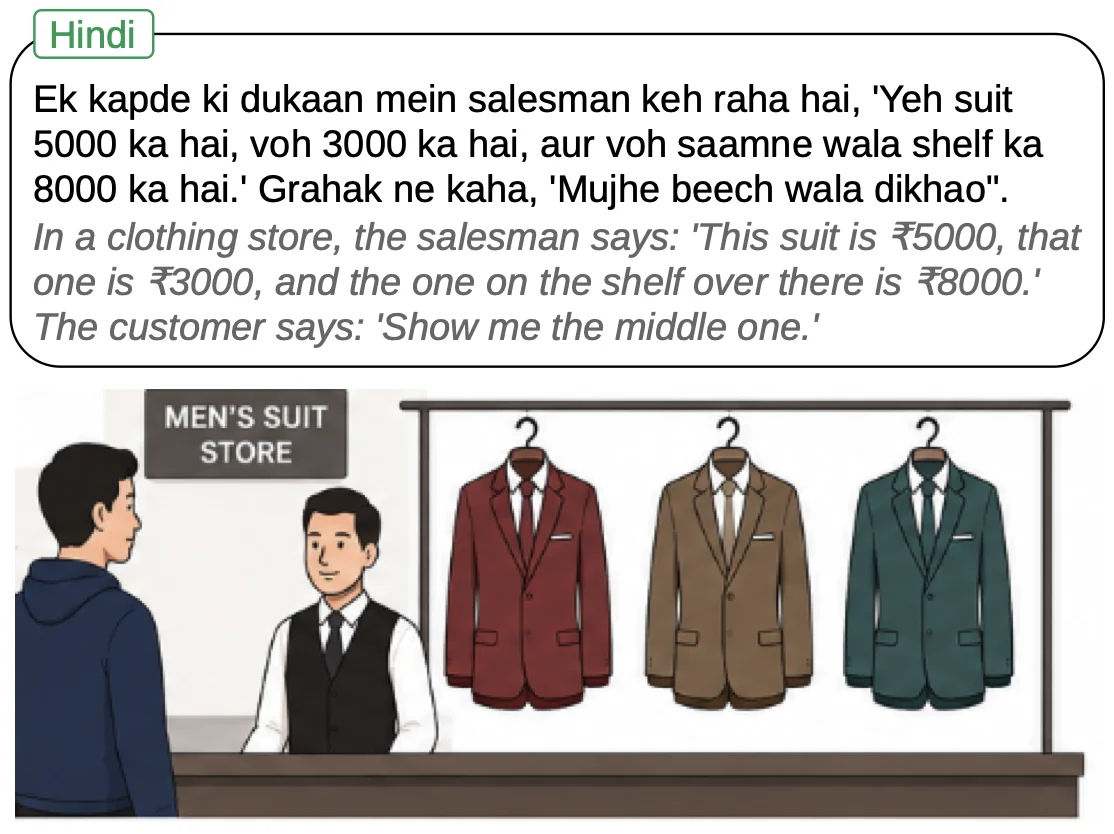 Hindi
Ek kapde ki dukaan mein salesman keh raha hai, 'Yeh suit
5000 ka hai, voh 3000 ka hai, aur voh saamne wala shelf ka
8000 ka hai.' Grahak ne kaha, 'Mujhe beech wala dikhao".
In a clothing store, the salesman says: 'This suit is ₹5000, that
one is ₹3000, and the one on the shelf over there is ₹8000.'
The customer says: 'Show me the middle one.'
MEN'S SUIT
STORE